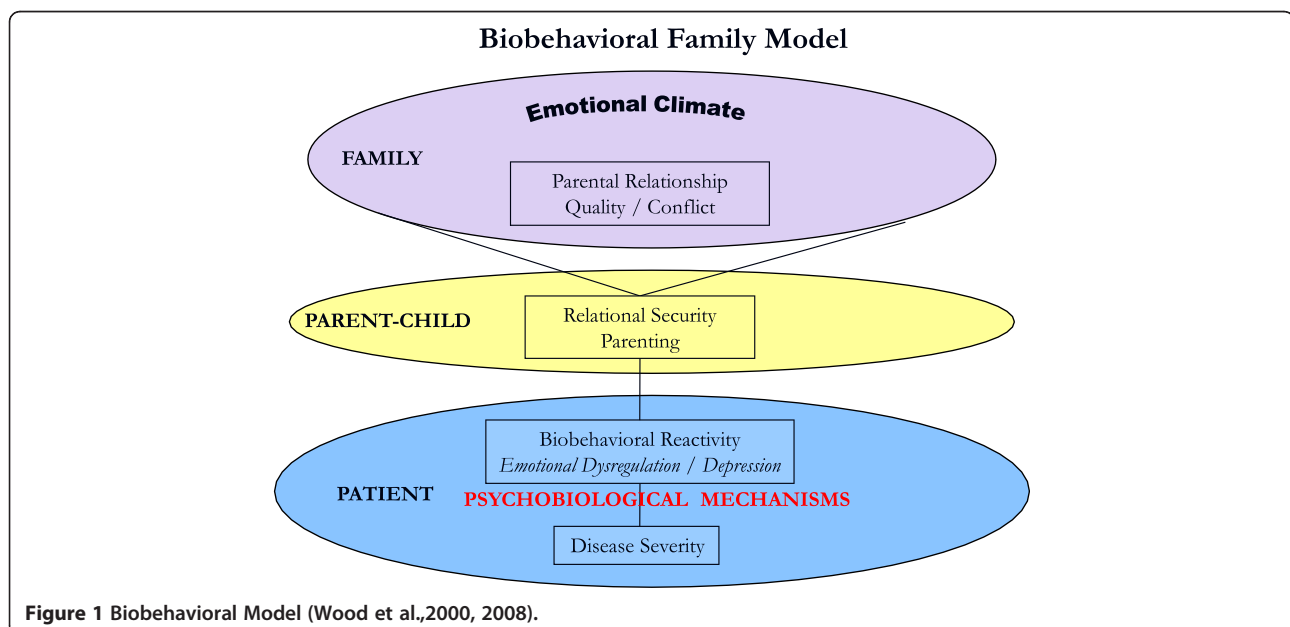 Biobehavioral Family Model
Emotional Climate
FAMILY
Parental Relationship
Quality / Conflict
PARENT-CHILD
Relational Security
Parenting
Biobehavioral Reactivity
Emotional Dysregulation / Depression
PATIENT
PSYCHOBIOLOGICAL MECHANISMS
Disease Severity
Figure 1 Biobehavioral Model (Wood et al.,2000, 2008).